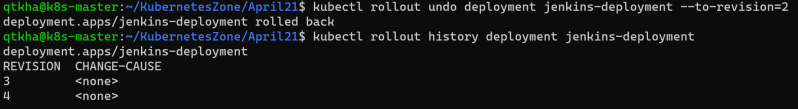 qtkha@k8s-master:~/KubernetesZone/April21$ kubectl rollout undo deployment jenkins-deployment --to-revision=2
deployment.apps/jenkins-deployment rolled back
qtkha@k8s-master:~/KubernetesZone/April21$ kubectl rollout history deployment jenkins-deployment
deployment.apps/jenkins-deployment
REVISION  CHANGE-CAUSE
3         <none>
4         <none>